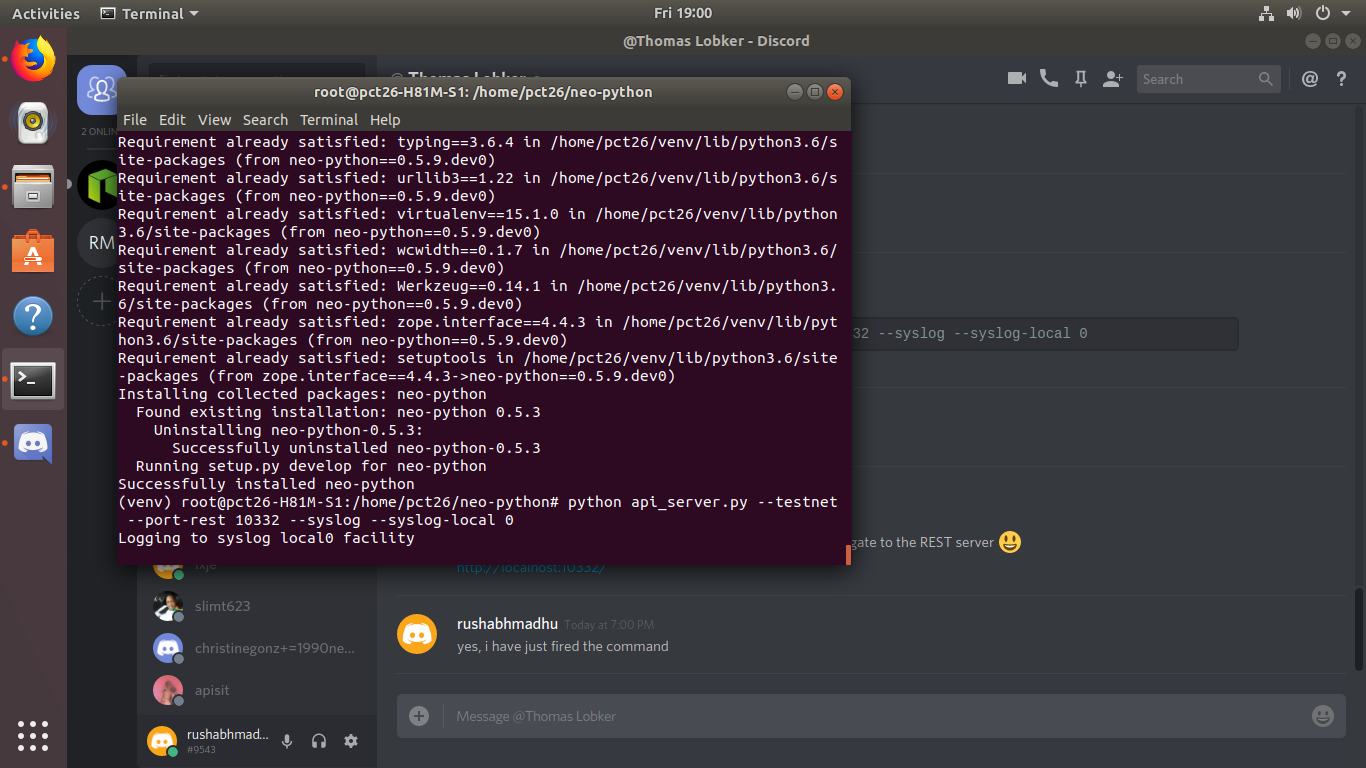 Activities
Terminal
Fri 19:00
@Thomas Lobker - Discord
@ Thomas Lobker
Search
@
?
root@pct26-H81M-S1: /home/pct26/neo-python
File Edit View Search Terminal Help
2 ONLIN
RM
Requirement already satisfied: typing==3.6.4 in /home/pct26/venv/lib/python3.6/s
ite-packages (from neo-python==0.5.9.dev0)
Requirement already satisfied: urllib3==1.22 in /home/pct26/venv/lib/python3.6/s
ite-packages (from neo-python==0.5.9.dev0)
Requirement already satisfied: virtualenv==15.1.0 in /home/pct26/venv/lib/python
3.6/site-packages (from neo-python==0.5.9.dev0)
Requirement already satisfied: wcwidth==0.1.7 in /home/pct26/venv/lib/python3.6/
site-packages (from neo-python==0.5.9.dev0)
Requirement already satisfied: Werkzeug==0.14.1 in /home/pct26/venv/lib/python3.
6/site-packages (from neo-python==0.5.9.dev0)
Requirement already satisfied: zope.interface==4.4.3 in /home/pct26/venv/lib/pyt
hon3.6/site-packages (from neo-python==0.5.9.dev0)
Requirement already satisfied: setuptools in /home/pct26/venv/lib/python3.6/site
-packages (from zope.interface==4.4.3->neo-python==0.5.9.dev0)
Installing collected packages: neo-python
Found existing installation: neo-python 0.5.3
Uninstalling neo-python-0.5.3:
Successfully uninstalled neo-python-0.5.3
Running setup.py develop for neo-python
Successfully installed neo-python
(venv) root@pct26-H81M-S1:/home/pct26/neo-python# python api_server.py --testnet
--port-rest 10332 --syslog --syslog-local 0
Logging to syslog local0 facility
32 --syslog --syslog-local 0
gate to the REST server
http://localhost:10332/
slimt623
christinegonz+=1990ne...
apisit
rushabhmadhu Today at 7:00 PM
yes, i have just fired the command
Message @Thomas Lobker
rushabhmad...
#9543